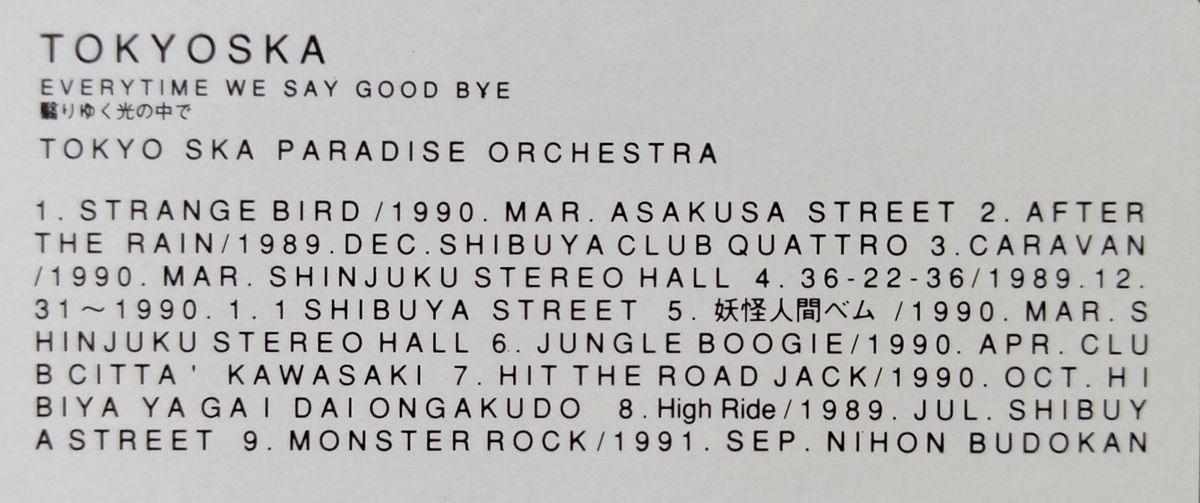 TOKYOSKA
EVERYTIME WE SAY GOOD BYE
翳りゆく光の中で
TOKYO SKA PARADISE ORCHESTRA
1. STRANGE BIRD /1990. MAR. ASAKUSA STREET 2. AFTER
THE RAIN/1989.DEC.SHIBUYA CLUB QUATTRO 3.CARAVAN
/1990. MAR. SHINJUKU STEREO HALL 4. 36-22-36/1989.12.
31~1990. 1. 1 SHIBUYA STREET 5. 妖怪人間ベム /1990. MAR. S
HINJUKU STEREO HALL 6. JUNGLE BOOGIE/1990. APR. CLU
B CITTA' KAWASAKI 7. HIT THE ROAD JACK/1990. OCT. HI
BIYA YAGAI DAI ONGAKUDO 8. High Ride/1989. JUL. SHIBUY
A STREET 9. MONSTER ROCK/1991. SEP. NIHON BUDOKAN